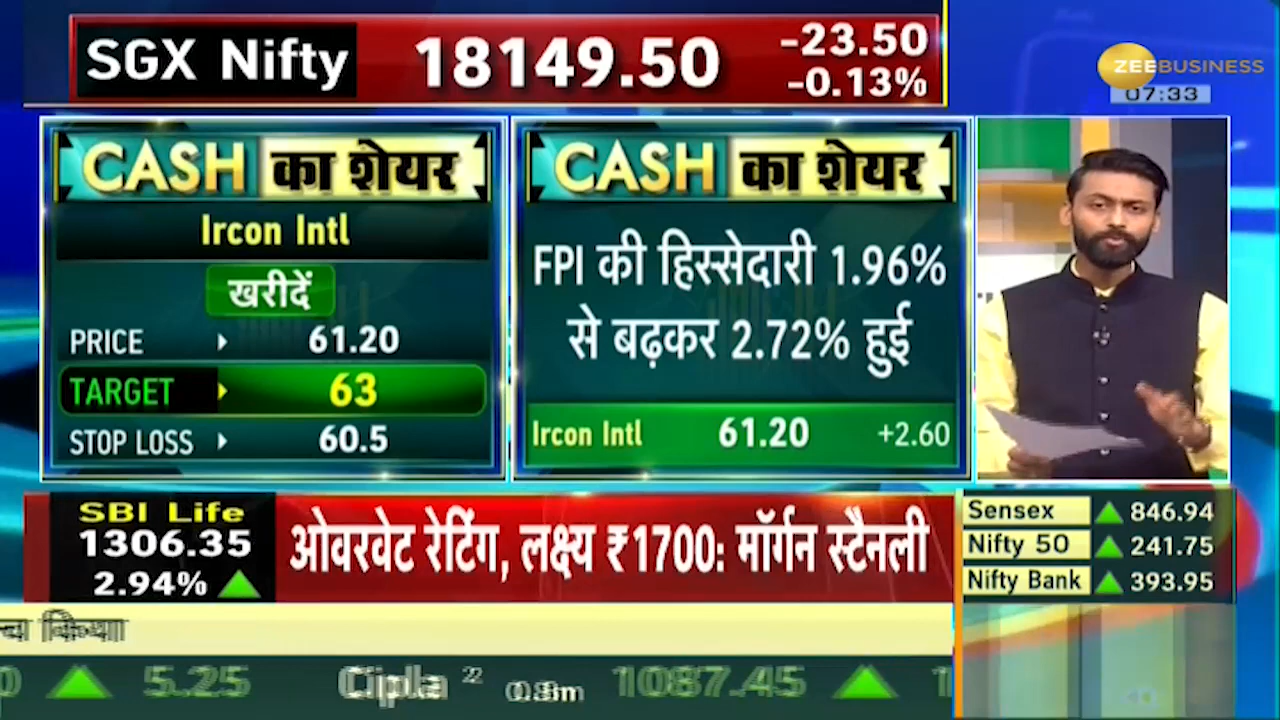 SGX Nifty 18149.50 -23.50
-0.13%
ZEEBUSINESS
07:33
CASH का शेयर
Ircon Intl
खरीदें
PRICE 61.20
TARGET 63
STOP LOSS 60.5
CASH का शेयर
FPI की हिस्सेदारी 1.96%
से बढ़कर 2.72% हुई
Ircon Intl 61.20 +2.60
SBI Life
1306.35
2.94%
ओवरवेट रेटिंग, लक्ष्य ₹1700: मॉर्गन स्टैनली
Sensex 846.94
Nifty 50 241.75
Nifty Bank 393.95
किया
5.25 Cipla 1087.45